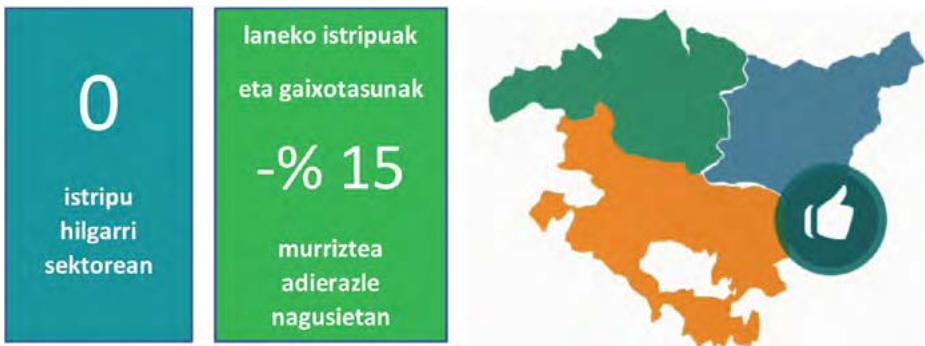 0
istripu
hilgarri
sektorean
laneko istripuak
eta gaixotasunak
-% 15
murriztea
adierazle
nagusietan